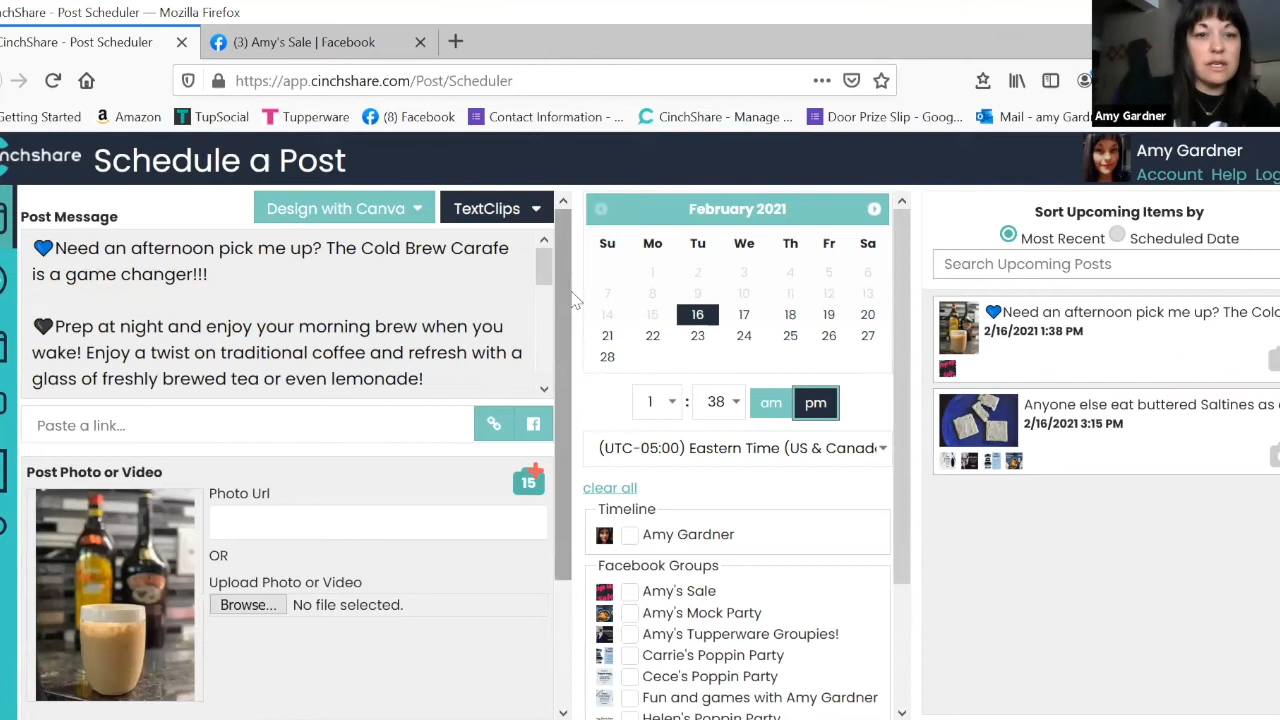 inchShare - Post Scheduler — Mozilla Firefox
CinchShare - Post Scheduler
(3) Amy's Sale | Facebook
https://app.cinchshare.com/Post/Scheduler
Getting Started
Amazon
TupSocial
Tupperware
(8) Facebook
Contact Information - ...
CinchShare - Manage ...
Door Prize Slip - Goog...
Mail - amy Gard
Amy Gardner
inchshare
Schedule a Post
Amy Gardner
Account Help Log
Post Message
Design with Canva
TextClips
💙Need an afternoon pick me up? The Cold Brew Carafe
is a game changer!!!
🖤Prep at night and enjoy your morning brew when you
wake! Enjoy a twist on traditional coffee and refresh with a
glass of freshly brewed tea or even lemonade!
Paste a link...
Post Photo or Video
15
Photo Url
OR
Upload Photo or Video
Browse... No file selected.
February 2021
Su Mo Tu We Th Fr Sa
1 2 3 4 5 6
7 8 9 10 11 12 13
14 15 16 17 18 19 20
21 22 23 24 25 26 27
28
1 : 38 am pm
(UTC-05:00) Eastern Time (US & Canada
clear all
Timeline
Amy Gardner
Facebook Groups
Amy's Sale
Amy's Mock Party
Amy's Tupperware Groupies!
Carrie's Poppin Party
Cece's Poppin Party
Fun and games with Amy Gardner
Helen's Poppin Party
Sort Upcoming Items by
Most Recent Scheduled Date
Search Upcoming Posts
💙Need an afternoon pick me up? The Cold
2/16/2021 1:38 PM
Anyone else eat buttered Saltines as
2/16/2021 3:15 PM